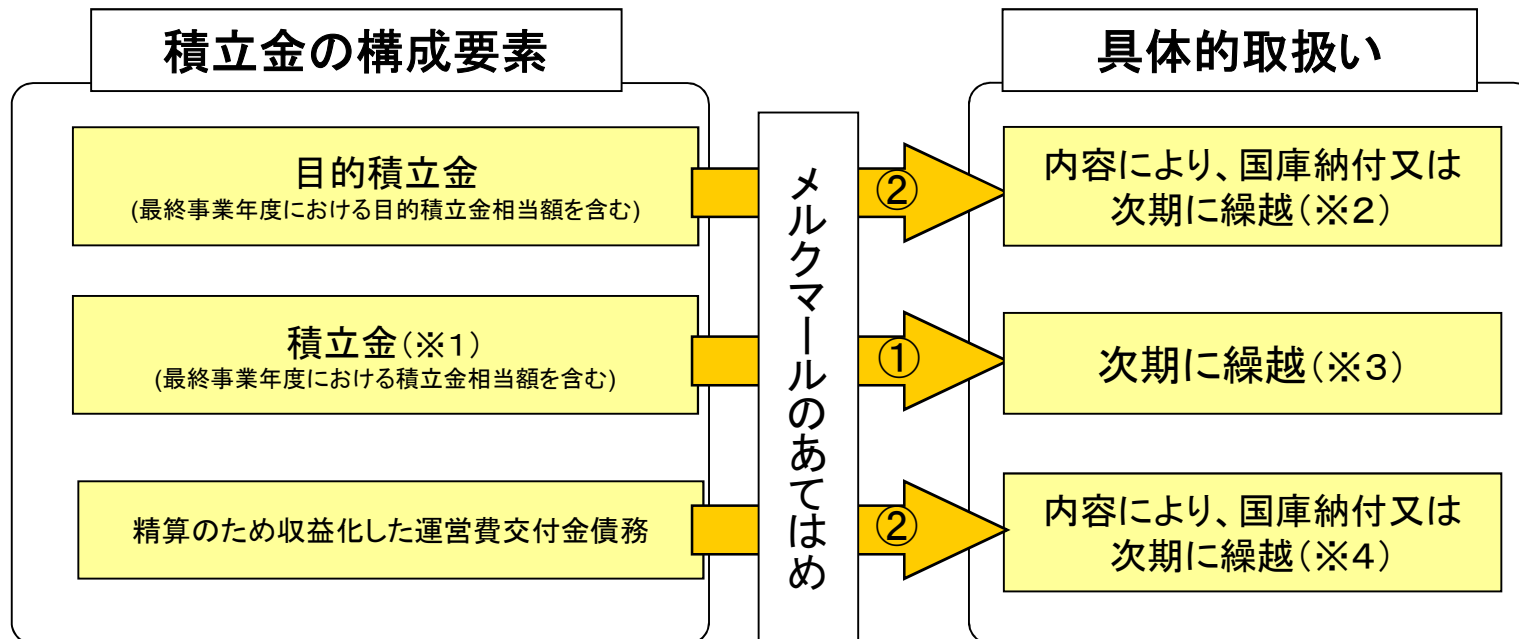 積立金の構成要素
具体的取扱い
目的積立金
(最終事業年度における目的積立金相当額を含む)
②
内容により、国庫納付又は
次期に繰越(※2)
積立金(※1)
(最終事業年度における積立金相当額を含む)
①
次期に繰越(※3)
精算のため収益化した運営費交付金債務
②
内容により、国庫納付又は
次期に繰越(※4)
メルクマールのあてはめ